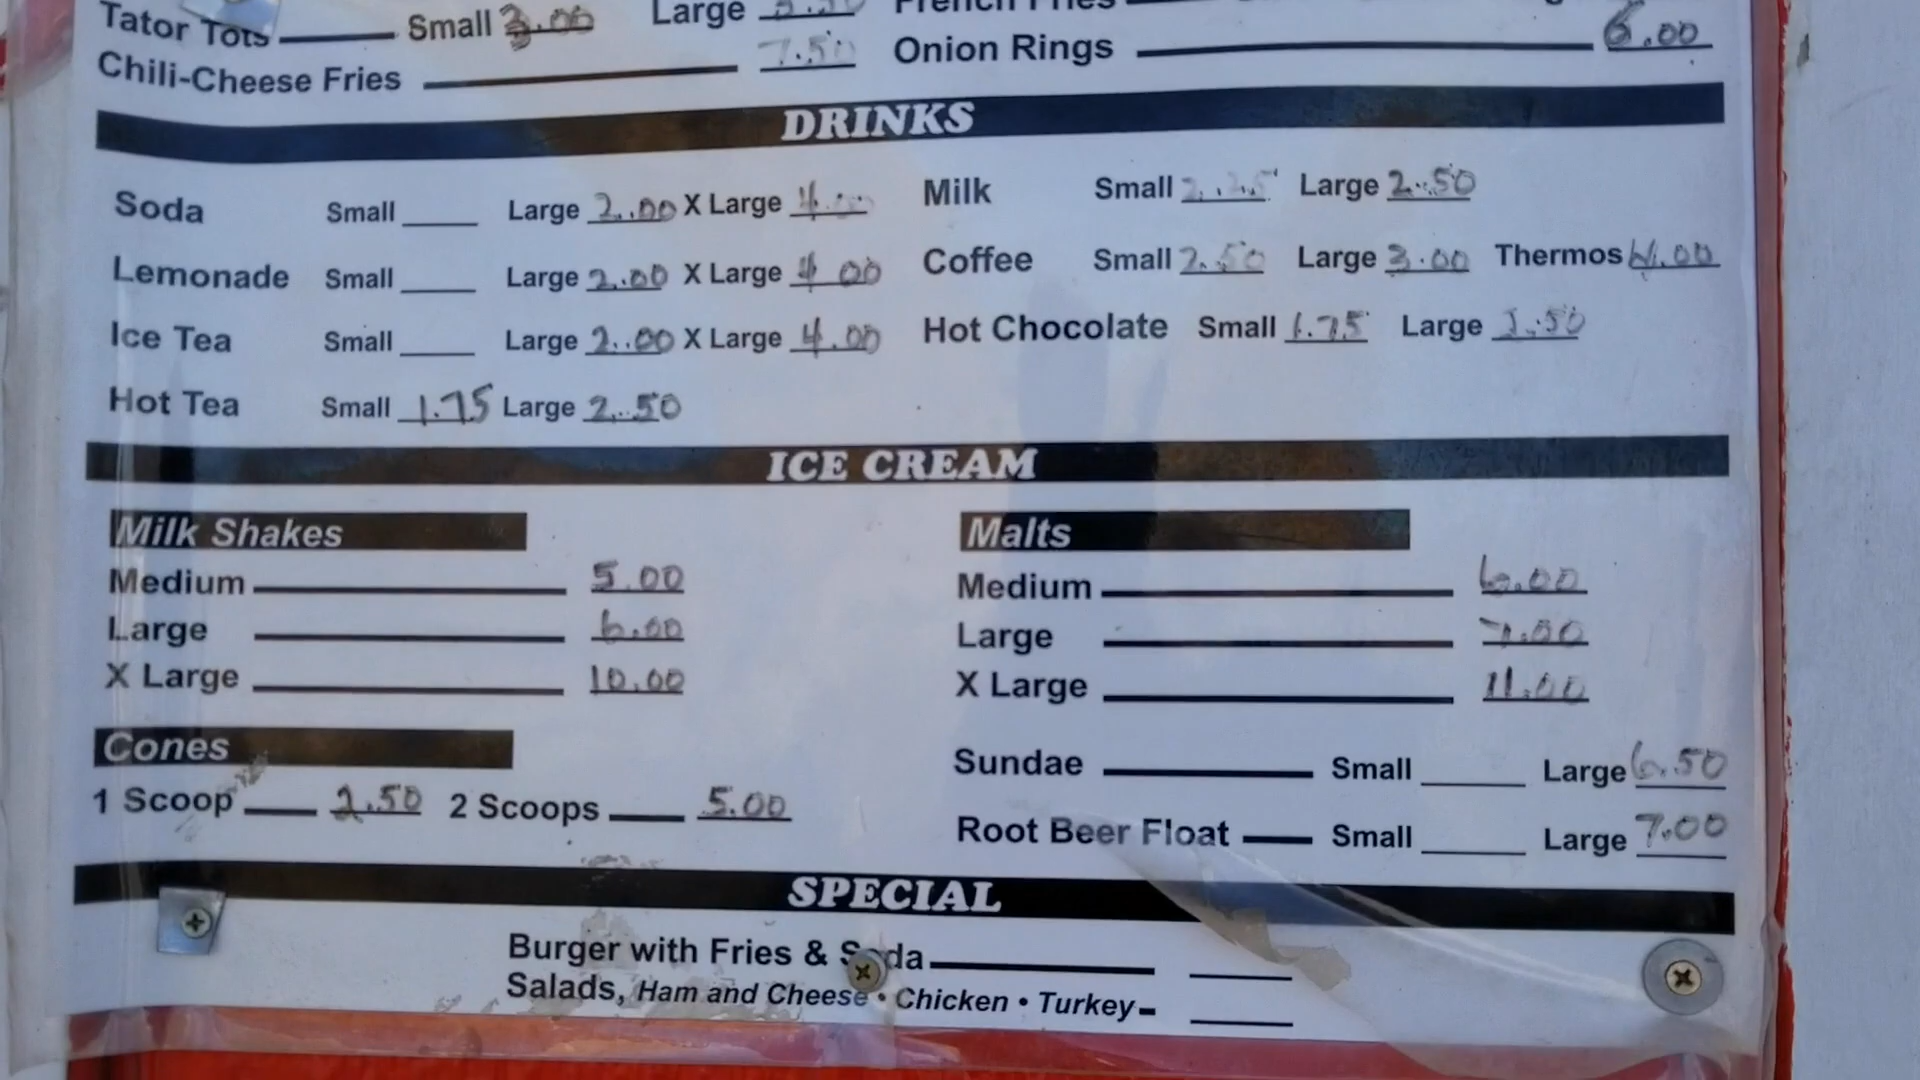 Tator Tots Small 3.00 Large
Chili-Cheese Fries 7.50
French Fries
Onion Rings 6.00
DRINKS
Soda Small Large 2.00 X Large 4.00
Lemonade Small Large 2.00 X Large 4.00
Ice Tea Small Large 2.00 X Large 4.00
Hot Tea Small 1.75 Large 2.50
Milk Small 2.25 Large 2.50
Coffee Small 2.50 Large 3.00 Thermos
Hot Chocolate Small 1.75 Large
ICE CREAM
Milk Shakes
Medium 5.00
Large 6.00
X Large 10.00
Cones
1 Scoop 2.50 2 Scoops 5.00
Malts
Medium 6.00
Large 7.00
X Large 11.00
Sundae Small Large 6.50
Root Beer Float Small Large 7.00
SPECIAL
Burger with Fries & Soda
Salads, Ham and Cheese • Chicken • Turkey